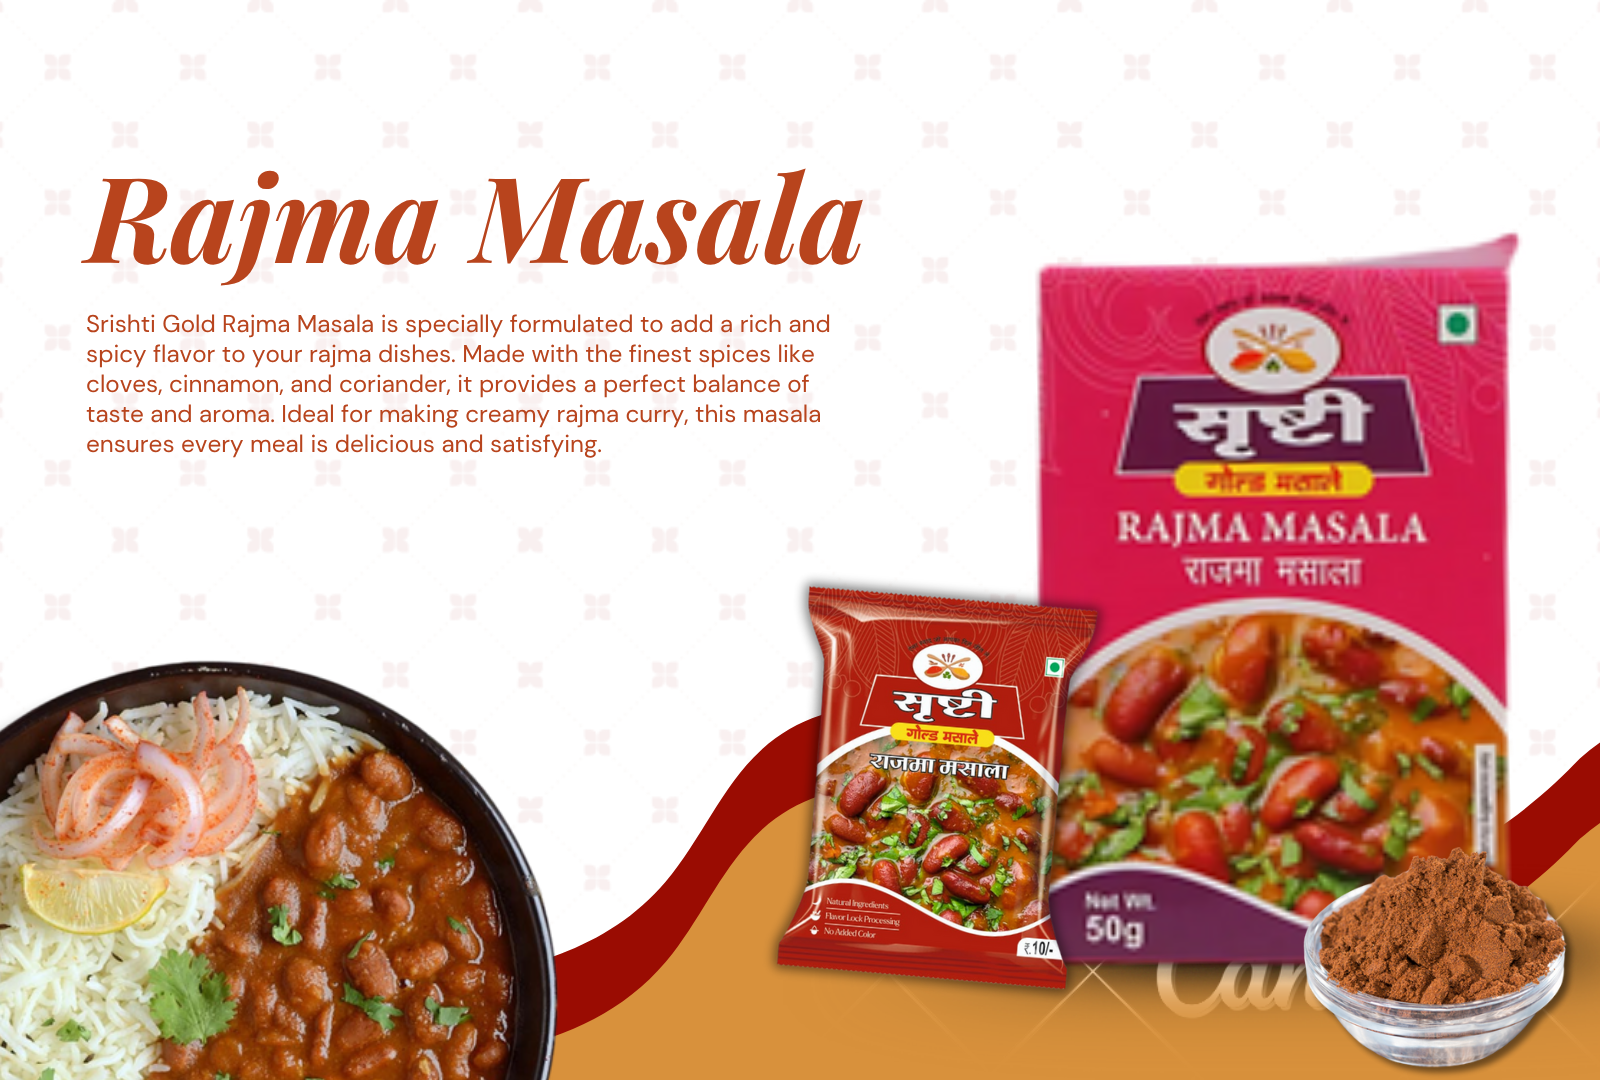 Rajma Masala
Srishti Gold Rajma Masala is specially formulated to add a rich and
spicy flavor to your rajma dishes. Made with the finest spices like
cloves, cinnamon, and coriander, it provides a perfect balance of
taste and aroma. Ideal for making creamy rajma curry, this masala
ensures every meal is delicious and satisfying.
सृष्टी
गोल्ड मसाले
RAJMA MASALA
राजमा मसाला
Net Wt.
50g
सृष्टी
गोल्ड मसाले
राजमा मसाला
Natural Ingredients
Flavor Lock Processing
No Added Color
₹.10/-
Can